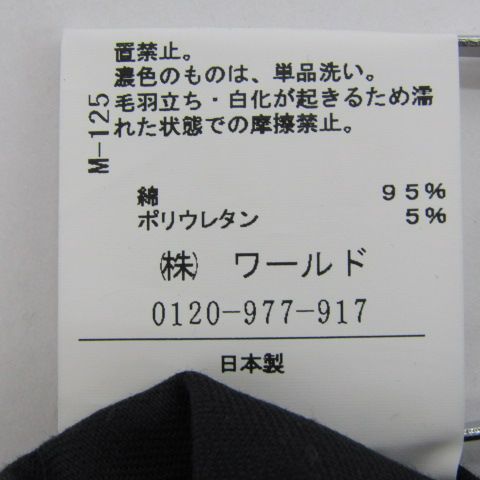 置禁止。
濃色のものは、単品洗い。
毛羽立ち・白化が起きるため濡
れた状態での摩擦禁止。
M-125
綿 95%
ポリウレタン 5%
㈱ ワールド
0120-977-917
日本製